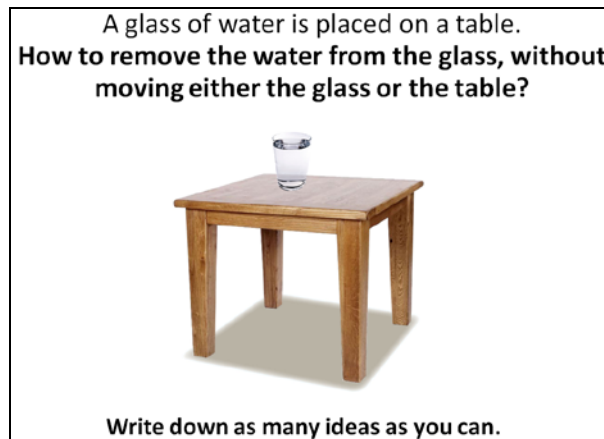 A glass of water is placed on a table.
How to remove the water from the glass, without
moving either the glass or the table?
Write down as many ideas as you can.